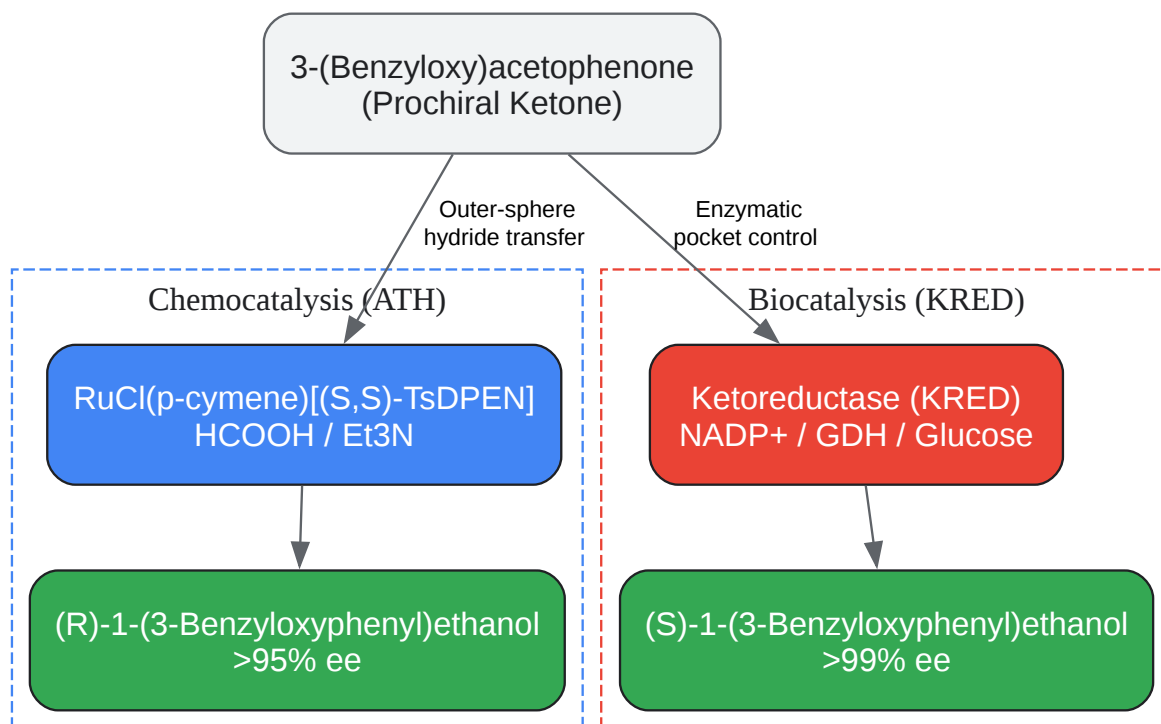 3-(Benzyloxy)acetophenone
(Prochiral Ketone)
Outer-sphere
hydride transfer
Enzymatic
pocket control
Chemocatalysis (ATH)
Biocatalysis (KRED)
RuCl(p-cymene)[(S,S)-TsDPEN]
HCOOH / Et3N
Ketoreductase (KRED)
NADP+ / GDH / Glucose
(R)-1-(3-Benzyloxyphenyl)ethanol
>95% ee
(S)-1-(3-Benzyloxyphenyl)ethanol
>99% ee